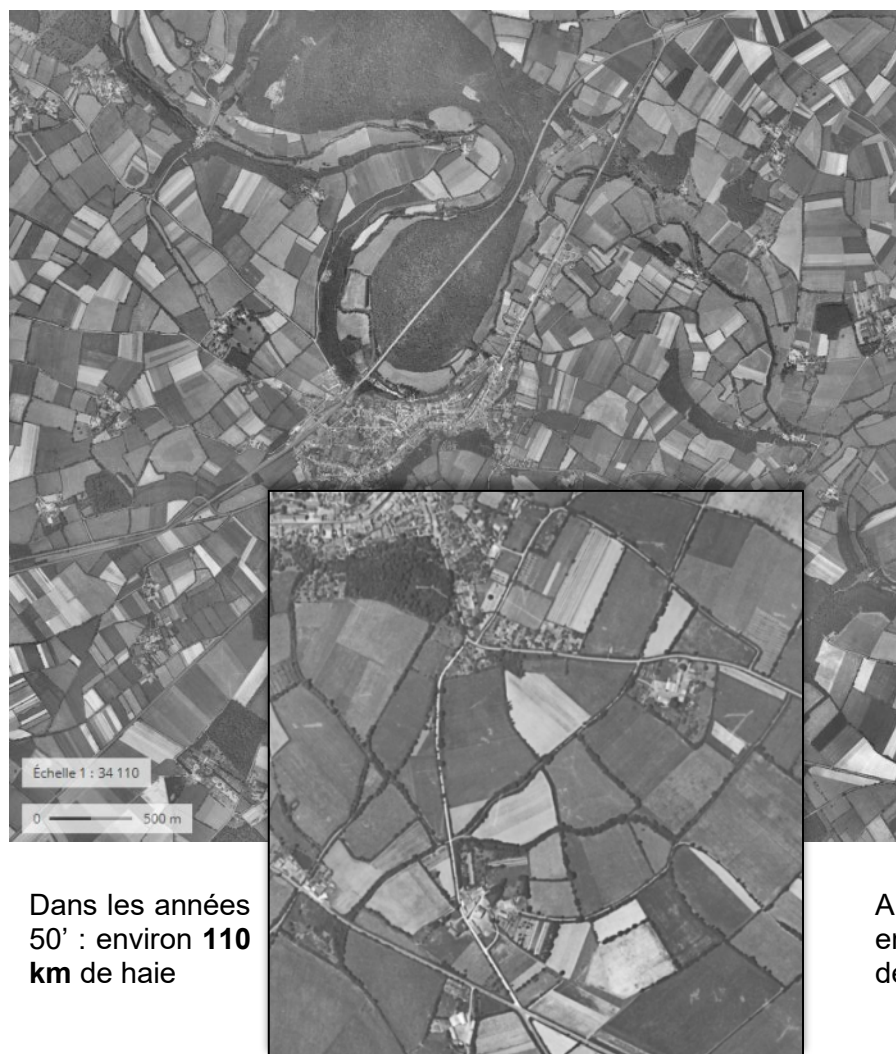 Échelle 1 : 34 110
0 500 m
Dans les années
50’ : environ 110
km de haie
A
en
de